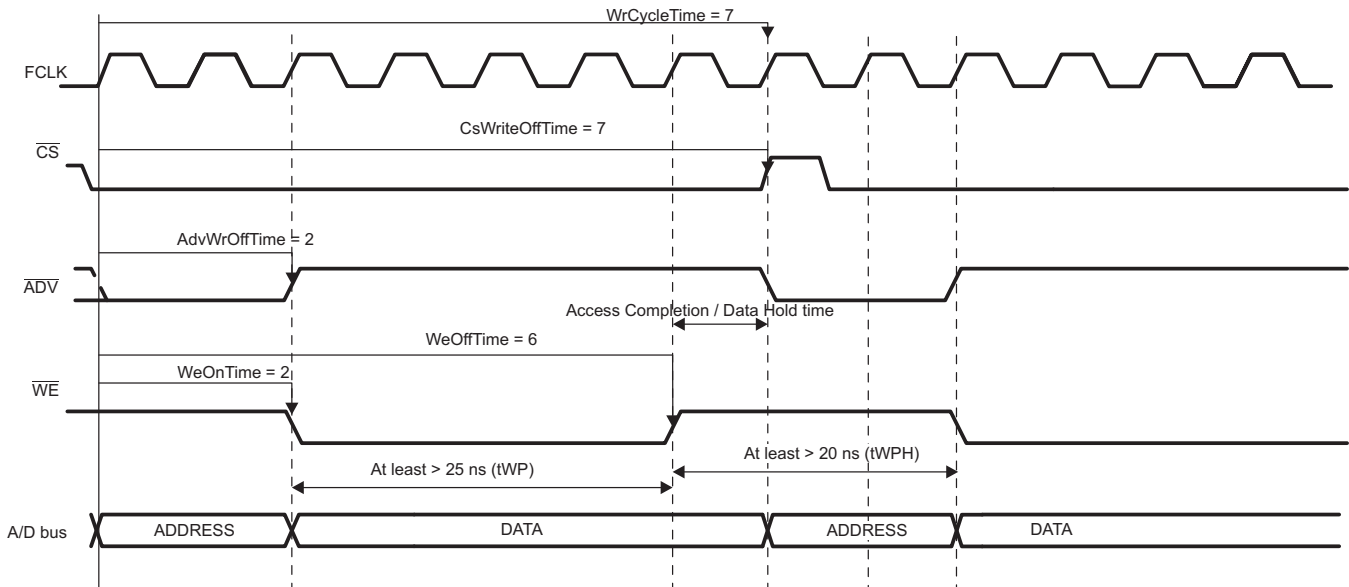 WrCycleTime = 7
FCLK
CsWriteOffTime = 7
CS
AdvWrOffTime = 2
ADV
Access Completion / Data Hold time
WeOffTime = 6
WeOnTime = 2
WE
At least > 25 ns (tWP)
At least > 20 ns (tWPH)
A/D bus
ADDRESS
DATA
ADDRESS
DATA